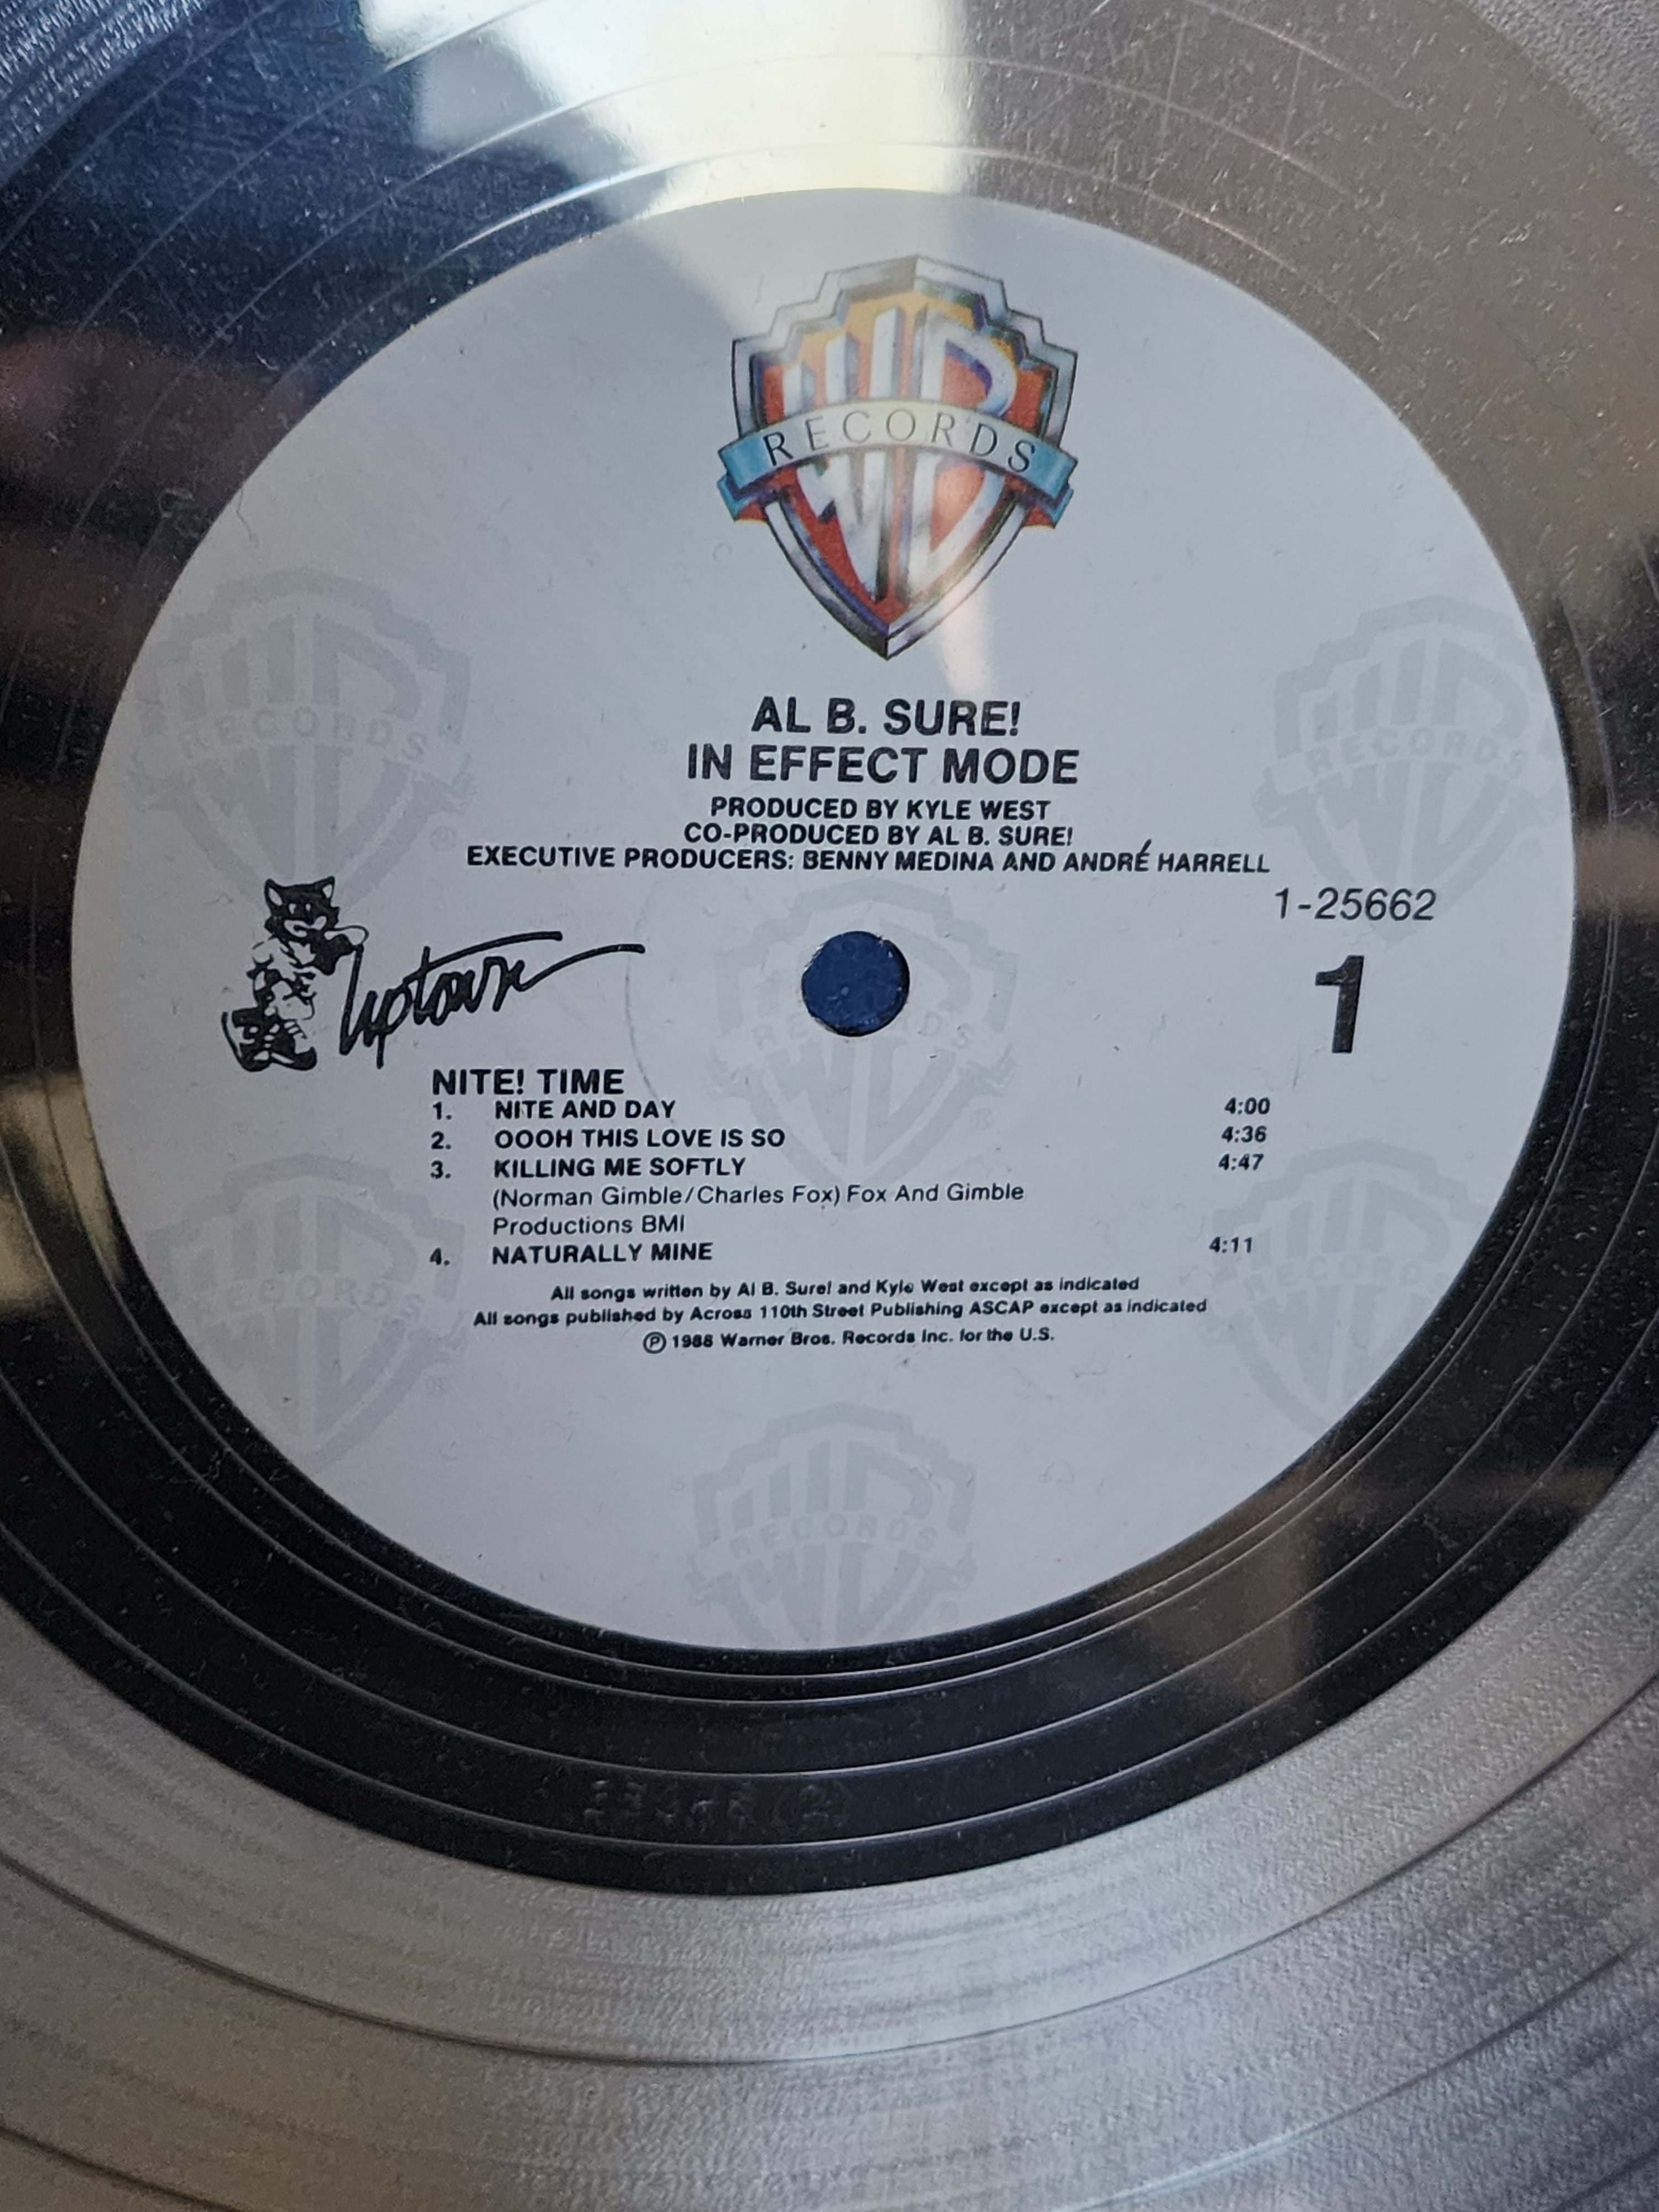 WB
RECORDS
AL B. SURE!
IN EFFECT MODE
PRODUCED BY KYLE WEST
CO-PRODUCED BY AL B. SURE!
EXECUTIVE PRODUCERS: BENNY MEDINA AND ANDRÉ HARRELL
1-25662
Uptown
1
NITE! TIME
1. NITE AND DAY 4:00
2. OOOH THIS LOVE IS SO 4:36
3. KILLING ME SOFTLY 4:47
(Norman Gimble/Charles Fox) Fox And Gimble
Productions BMI
4. NATURALLY MINE 4:11
All songs written by Al B. Sure! and Kyle West except as indicated
All songs published by Across 110th Street Publishing ASCAP except as indicated
℗ 1988 Warner Bros. Records Inc. for the U.S.